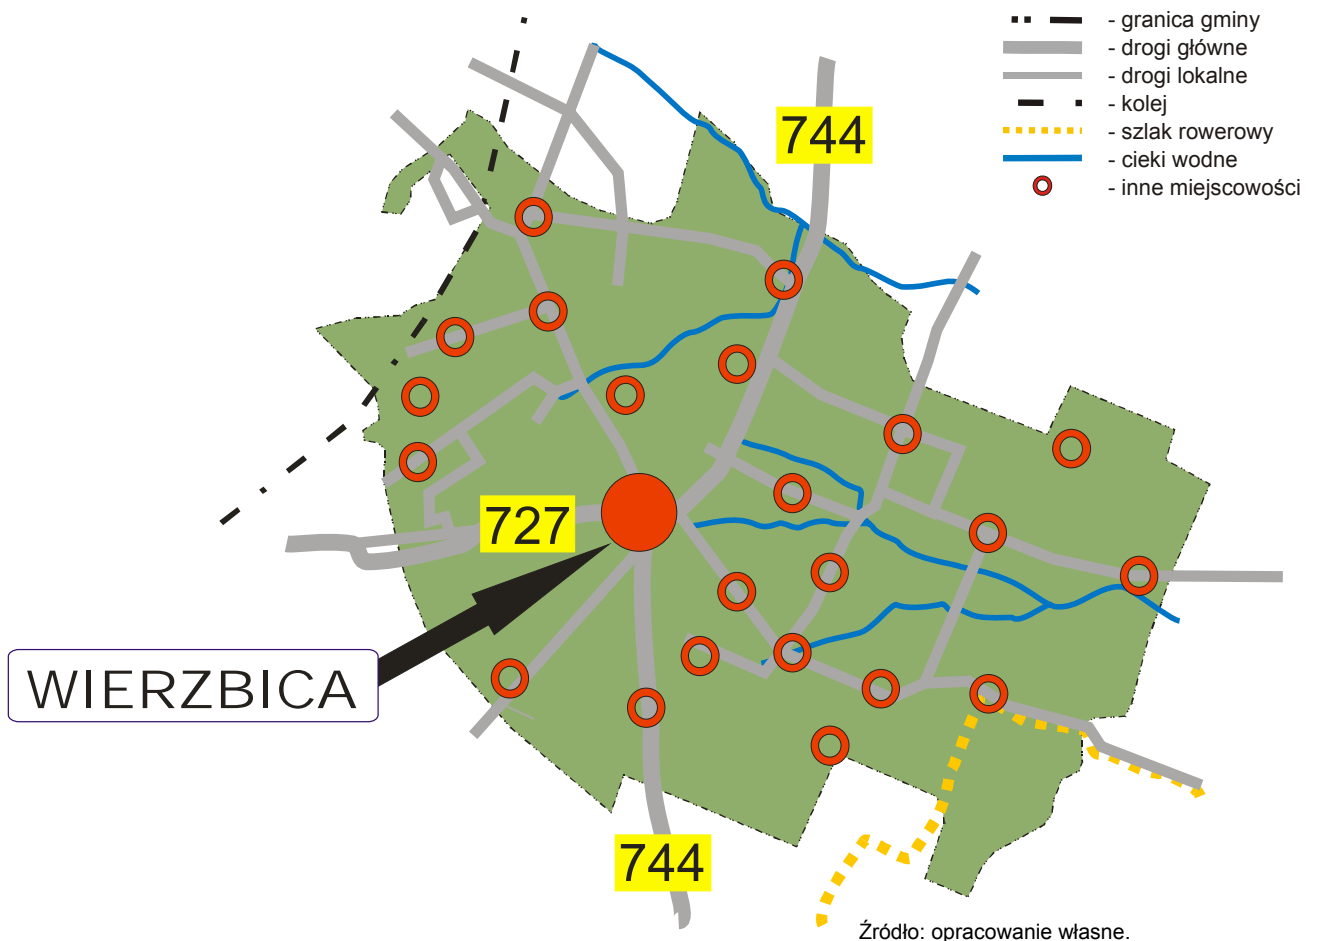 - granica gminy
- drogi główne
- drogi lokalne
- kolej
- szlak rowerowy
- cieki wodne
- inne miejscowości
744
727
WIERZBICA
744
Źródło: opracowanie własne.